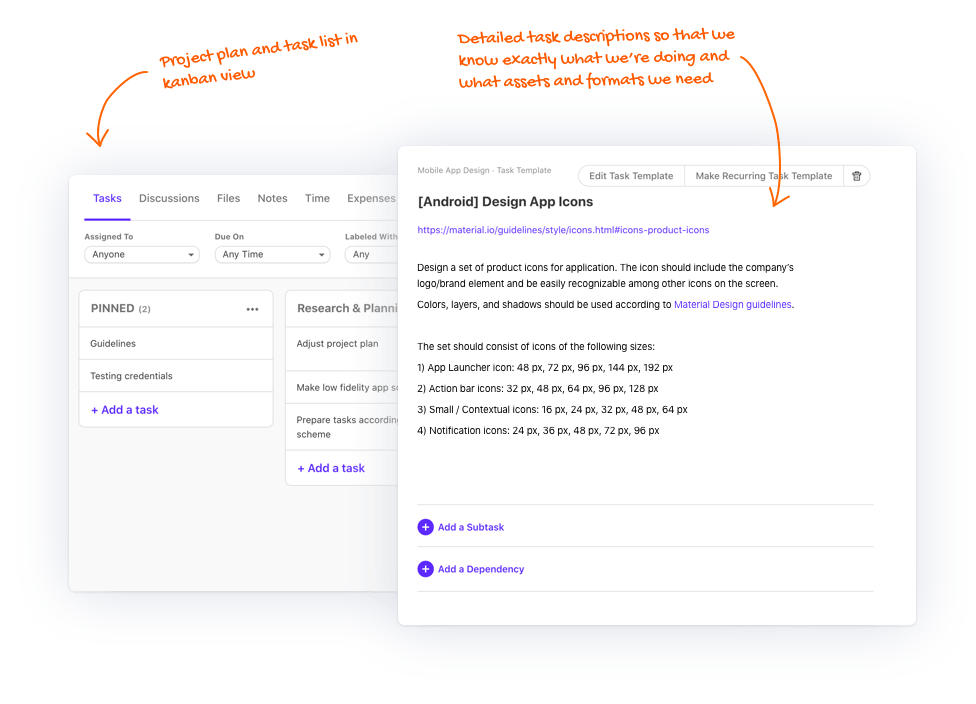 Project plan and task list in
kanban view
Detailed task descriptions so that we
know exactly what we're doing and
what assets and formats we need
Tasks Discussions Files Notes Time Expenses
Assigned To Due On Labeled With
Anyone Any Time Any
PINNED (2) •••
Guidelines
Testing credentials
+ Add a task
Research & Planni
Adjust project plan
Make low fidelity app sc
Prepare tasks according
scheme
+ Add a task
Mobile App Design - Task Template
Edit Task Template Make Recurring Task Template
[Android] Design App Icons
https://material.io/guidelines/style/icons.html#icons-product-icons
Design a set of product icons for application. The icon should include the company's
logo/brand element and be easily recognizable among other icons on the screen.
Colors, layers, and shadows should be used according to Material Design guidelines.
The set should consist of icons of the following sizes:
1) App Launcher icon: 48 px, 72 px, 96 px, 144 px, 192 px
2) Action bar icons: 32 px, 48 px, 64 px, 96 px, 128 px
3) Small / Contextual icons: 16 px, 24 px, 32 px, 48 px, 64 px
4) Notification icons: 24 px, 36 px, 48 px, 72 px, 96 px
+ Add a Subtask
+ Add a Dependency